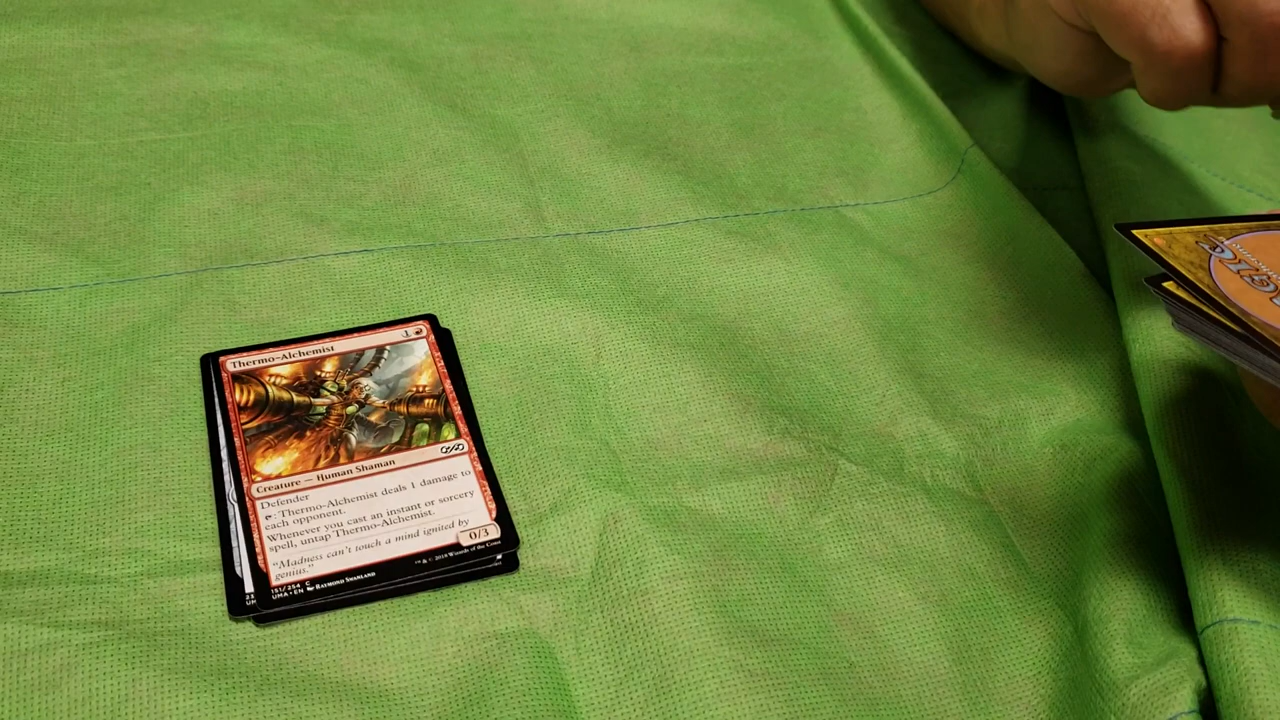 Thermo-Alchemist 1
Creature — Human Shaman
Defender
: Thermo-Alchemist deals 1 damage to
each opponent.
Whenever you cast an instant or sorcery
spell, untap Thermo-Alchemist.
"Madness can't touch a mind ignited by
genius."
0/3
151/254 C
UMA • EN RAYMOND SWANLAND
™ & © 2018 Wizards of the Coast
23
UM